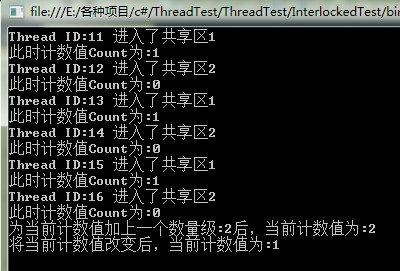 file:///E:/各种项目/c#/ThreadTest/ThreadTest/InterlockedTest/bin
Thread ID:11 进入了共享区1
此时计数值Count为:1
Thread ID:12 进入了共享区2
此时计数值Count为:0
Thread ID:13 进入了共享区1
此时计数值Count为:1
Thread ID:14 进入了共享区2
此时计数值Count为:0
Thread ID:15 进入了共享区1
此时计数值Count为:1
Thread ID:16 进入了共享区2
此时计数值Count为:0
为当前计数值加上一个数量级:2后，当前计数值为:2
将当前计数值改变后，当前计数值为:1